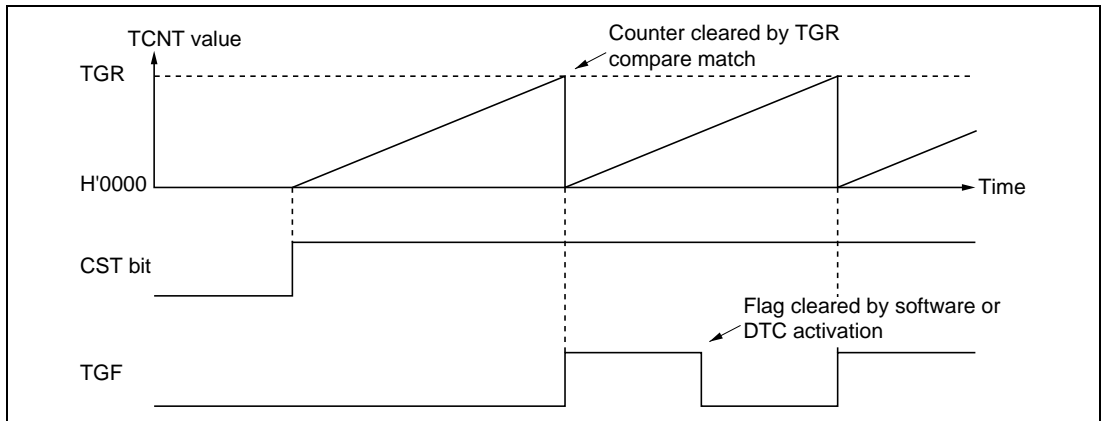 TCNT value
Counter cleared by TGR
compare match
TGR
H'0000
Time
CST bit
Flag cleared by software or
DTC activation
TGF